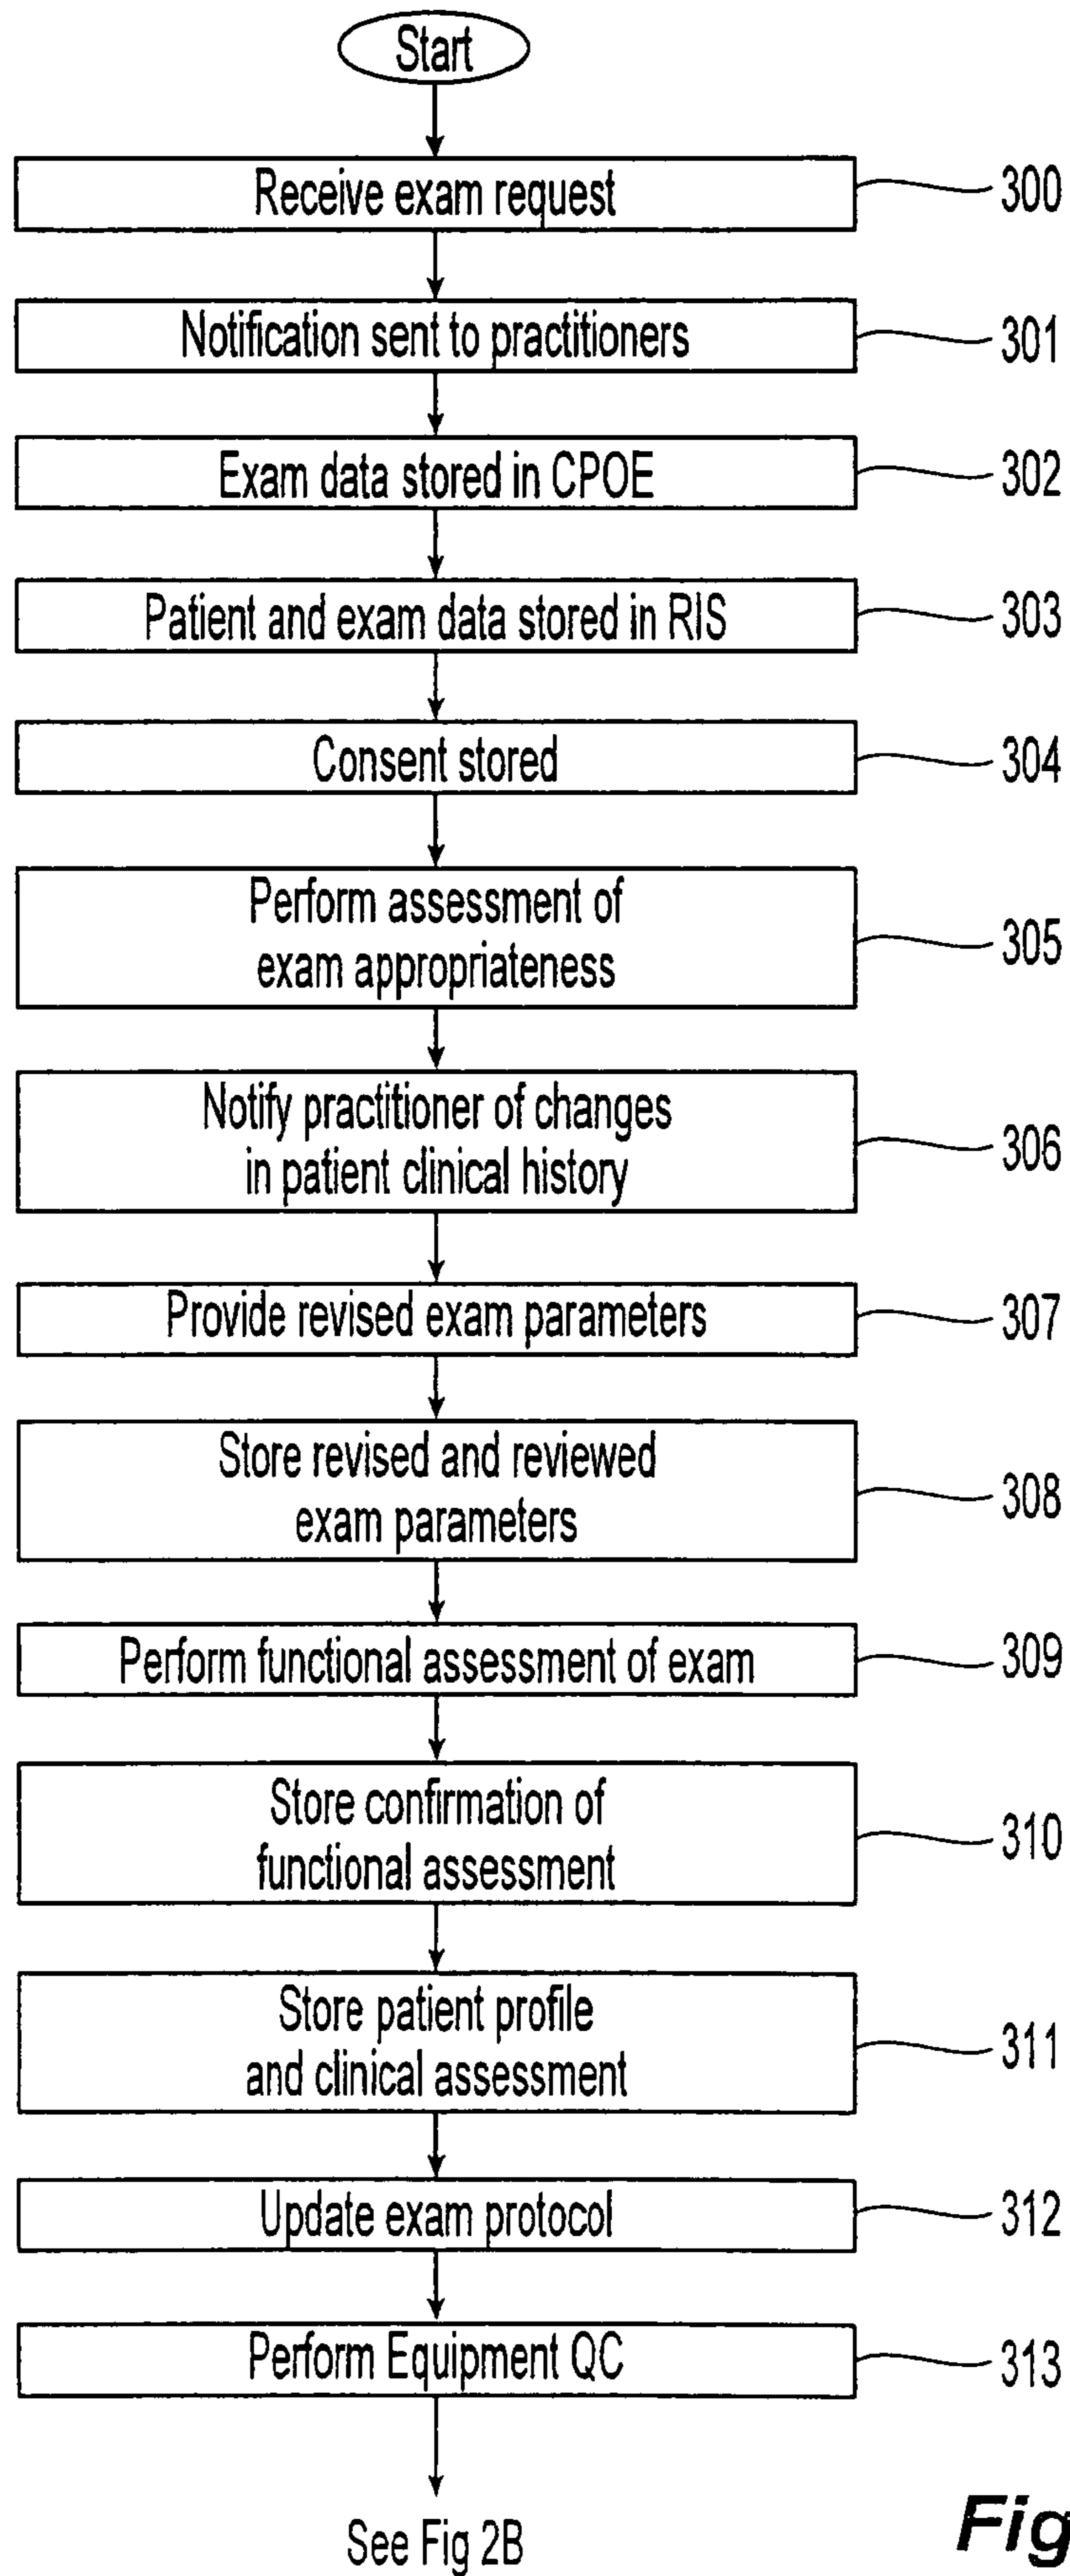 Start
Receive exam request
300
Notification sent to practitioners
301
Exam data stored in CPOE
302
Patient and exam data stored in RIS
303
Consent stored
304
Perform assessment of
exam appropriateness
305
Notify practitioner of changes
in patient clinical history
306
Provide revised exam parameters
307
Store revised and reviewed
exam parameters
308
Perform functional assessment of exam
309
Store confirmation of
functional assessment
310
Store patient profile
and clinical assessment
311
Update exam protocol
312
Perform Equipment QC
313
See Fig 2B
Fig